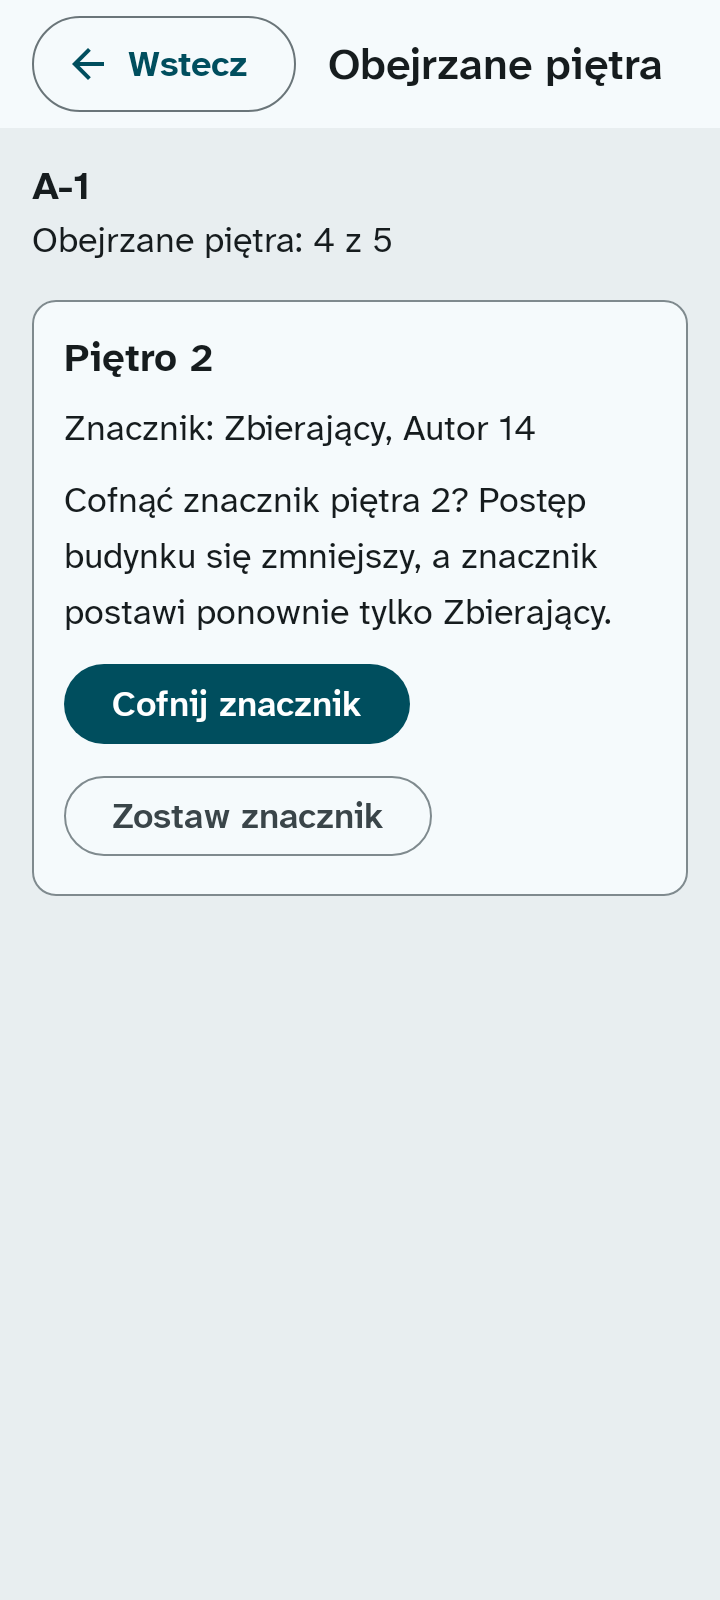 Wstecz
Obejrzane piętra
A-1
Obejrzane piętra: 4 z 5
Piętro 2
Znacznik: Zbierający, Autor 14
Cofnąć znacznik piętra 2? Postęp
budynku się zmniejszy, a znacznik
postawi ponownie tylko Zbierający.
Cofnij znacznik
Zostaw znacznik